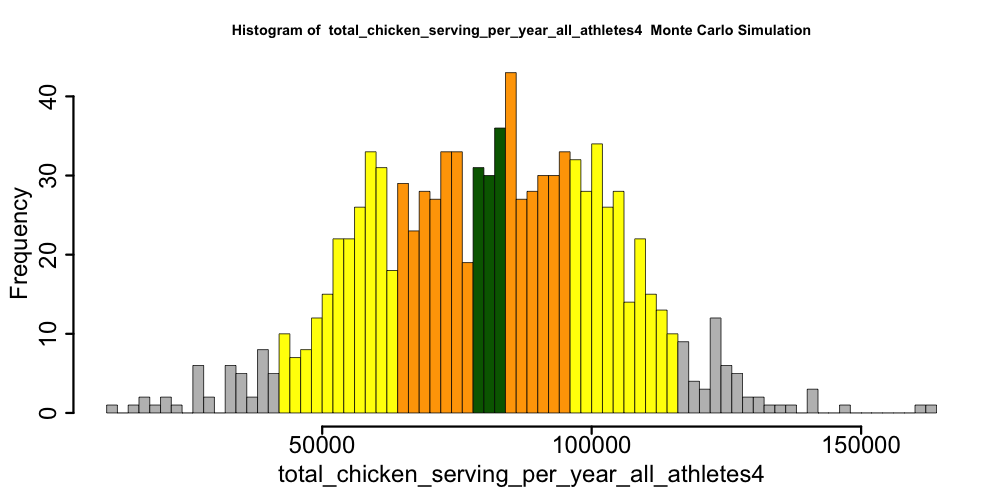 Histogram of  total_chicken_serving_per_year_all_athletes4  Monte Carlo Simulation
40
30
20
10
0
Frequency
50000 100000 150000
total_chicken_serving_per_year_all_athletes4